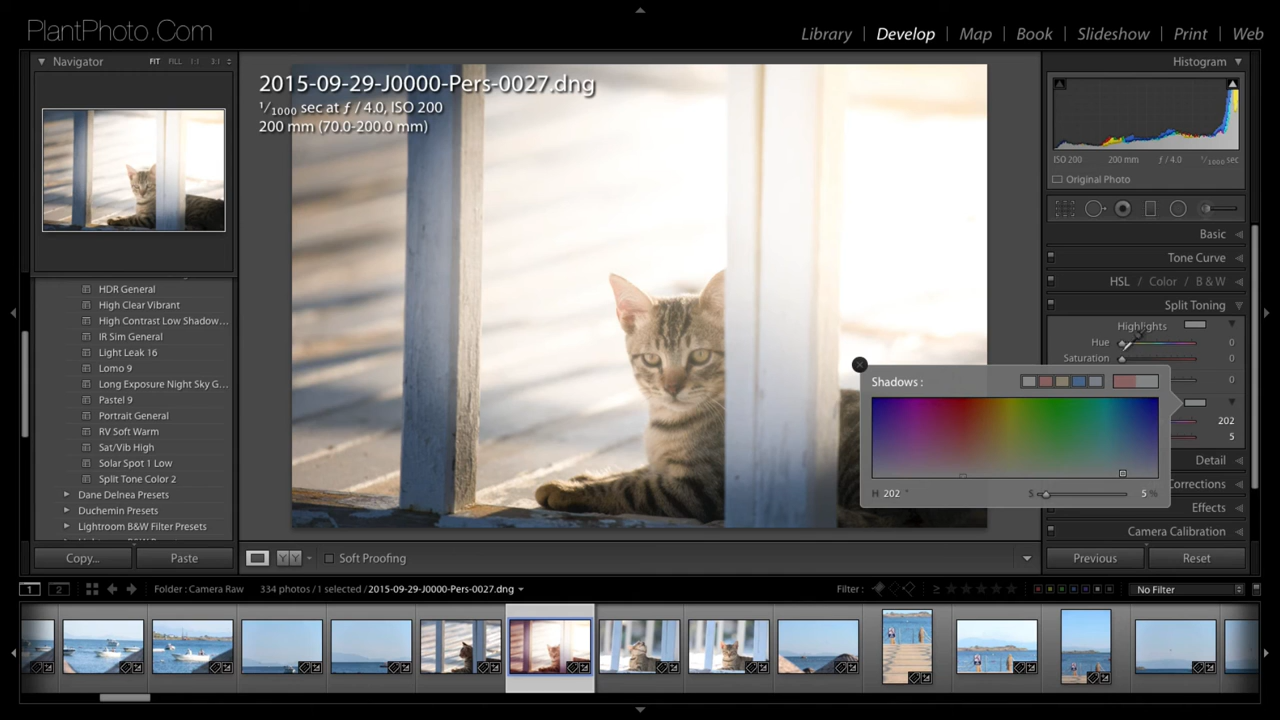 PlantPhoto.Com
Library | Develop | Map | Book | Slideshow | Print | Web
Navigator FIT FILL 1:1 3:1
HDR General
High Clear Vibrant
High Contrast Low Shadow...
IR Sim General
Light Leak 16
Lomo 9
Long Exposure Night Sky G...
Pastel 9
Portrait General
RV Soft Warm
Sat/Vib High
Solar Spot 1 Low
Split Tone Color 2
Dane Delnea Presets
Duchemin Presets
Lightroom B&W Filter Presets
Copy... Paste
2015-09-29-J0000-Pers-0027.dng
1/1000 sec at ƒ / 4.0, ISO 200
200 mm (70.0-200.0 mm)
Soft Proofing
Histogram
ISO 200 200 mm ƒ / 4.0 1/1000 sec
Original Photo
Basic
Tone Curve
HSL / Color / B & W
Split Toning
Highlights
Hue 0
Saturation 0
0
202
5
Shadows :
H 202 ° S 5 %
Detail
Corrections
Effects
Camera Calibration
Previous Reset
1 2 Folder : Camera Raw 334 photos / 1 selected / 2015-09-29-J0000-Pers-0027.dng Filter : ≥ No Filter